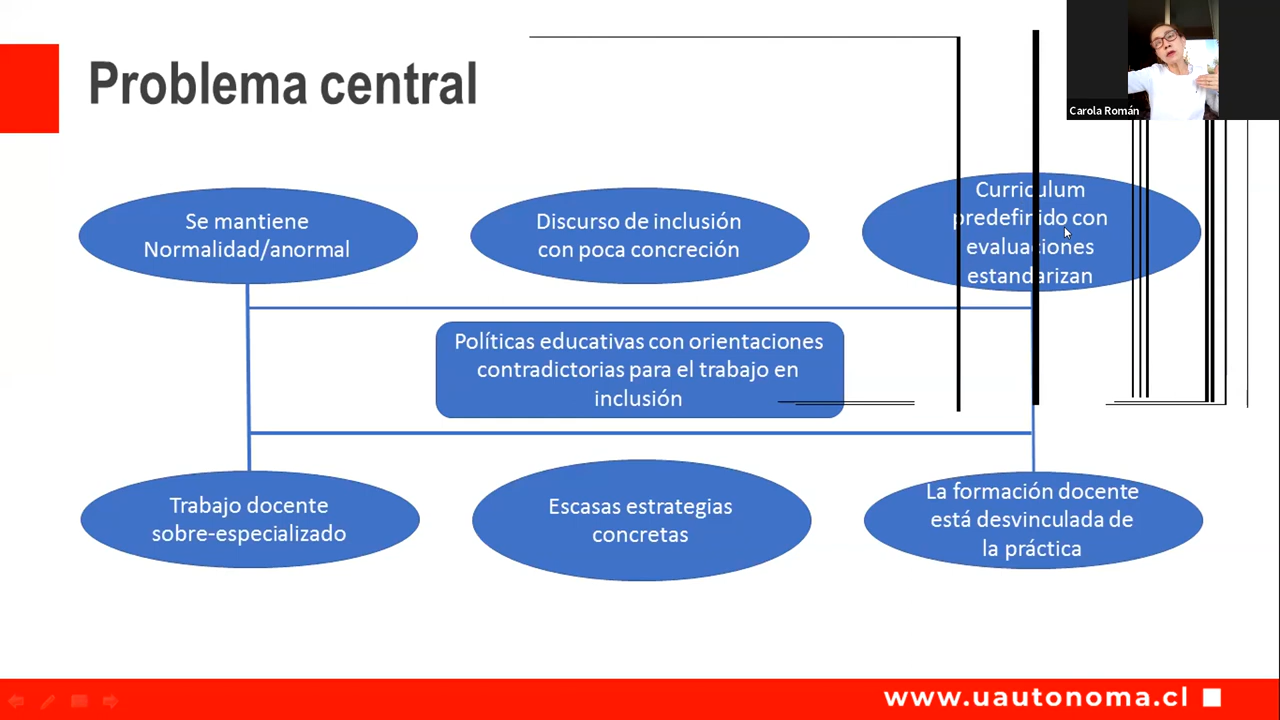 Problema central
Carola Román
Se mantiene
Normalidad/anormal
Discurso de inclusión
con poca concreción
Curriculum
predefinido con
evaluaciones
estandarizan
Políticas educativas con orientaciones
contradictorias para el trabajo en
inclusión
Trabajo docente
sobre-especializado
Escasas estrategias
concretas
La formación docente
está desvinculada de
la práctica
www.uautonoma.cl